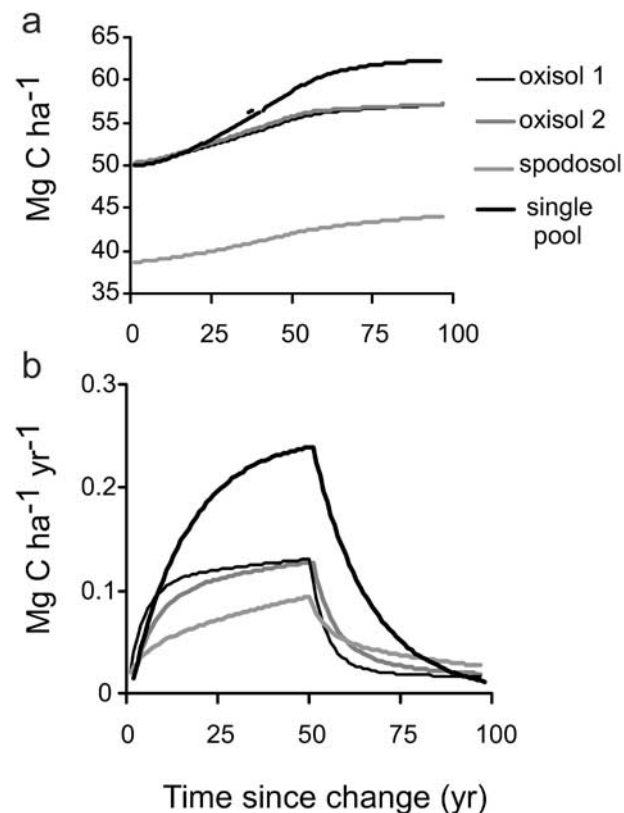 a
Mg C ha⁻¹
65
60
55
50
45
40
35
0 25 50 75 100
oxisol 1
oxisol 2
spodosol
single
pool
b
Mg C ha⁻¹ yr⁻¹
0.3
0.2
0.1
0
0 25 50 75 100
Time since change (yr)